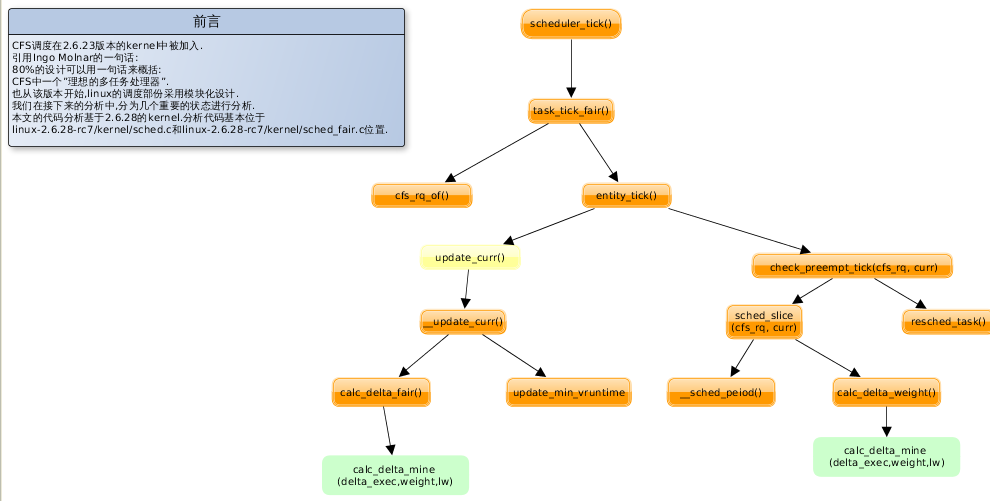 前言
CFS调度在2.6.23版本的kernel中被加入.
引用Ingo Molnar的一句话:
80%的设计可以用一句话来概括:
CFS中一个“理想的多任务处理器”.
也从该版本开始,linux的调度部份采用模块化设计.
我们在接下来的分析中,分为几个重要的状态进行分析.
本文的代码分析基于2.6.28的kernel.分析代码基本位于
linux-2.6.28-rc7/kernel/sched.c和linux-2.6.28-rc7/kernel/sched_fair.c位置.
scheduler_tick()
task_tick_fair()
cfs_rq_of()
entity_tick()
update_curr()
check_preempt_tick(cfs_rq, curr)
__update_curr()
sched_slice
(cfs_rq, curr)
resched_task()
calc_delta_fair()
update_min_vruntime
__sched_peiod()
calc_delta_weight()
calc_delta_mine
(delta_exec,weight,lw)
calc_delta_mine
(delta_exec,weight,lw)